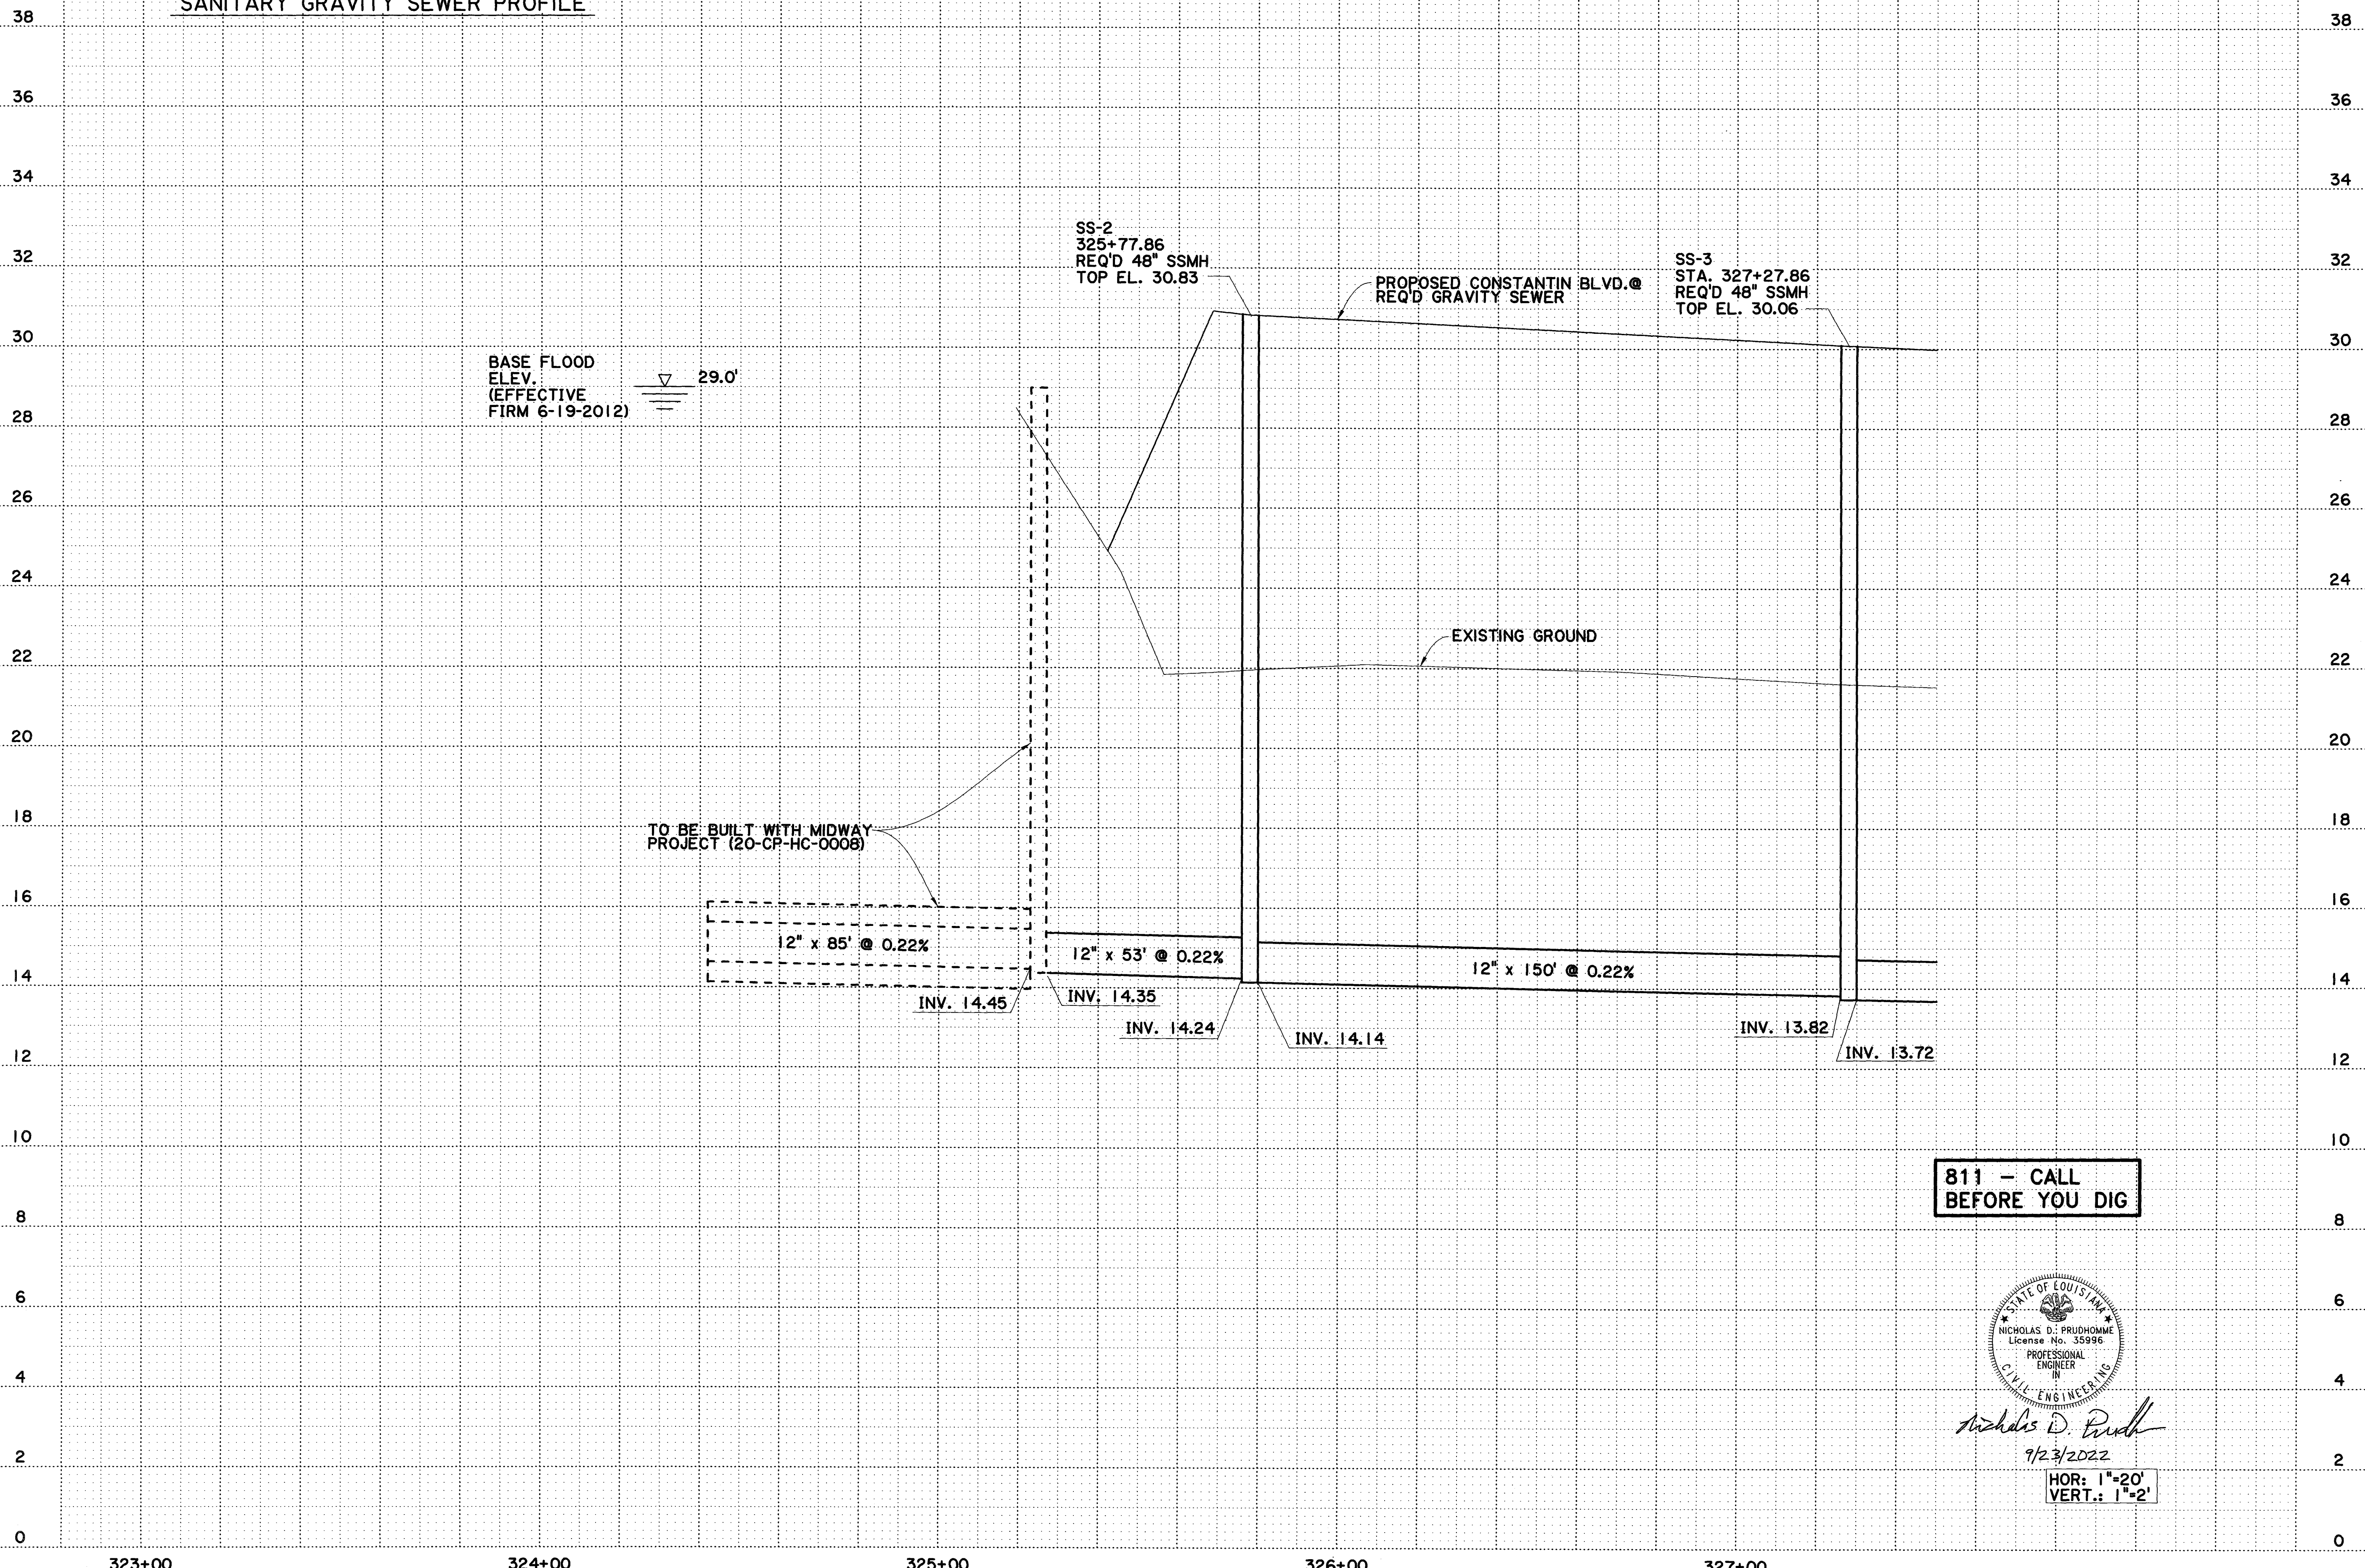 SANITARY GRAVITY SEWER PROFILE
38
38
36
36
34
34
SS-2
325+77.86
REQ'D 48" SSMH
TOP EL. 30.83
32
32
SS-3
STA. 327+27.86
REQ'D 48" SSMH
TOP EL. 30.06
PROPOSED CONSTANTIN BLVD.@
REQ'D GRAVITY SEWER
30
30
BASE FLOOD
ELEV.
(EFFECTIVE
FIRM 6-19-2012)
29.0'
28
28
26
26
24
24
EXISTING GROUND
22
22
20
20
18
18
TO BE BUILT WITH MIDWAY
PROJECT (20-CP-HC-0008)
16
16
12" x 85' @ 0.22%
12" x 53' @ 0.22%
12" x 150' @ 0.22%
14
14
INV. 14.45
INV. 14.35
INV. 14.24
INV. 14.14
INV. 13.82
INV. 13.72
12
12
10
10
811 - CALL
BEFORE YOU DIG
8
8
6
6
STATE OF LOUISIANA
NICHOLAS D. PRUDHOMME
License No. 35996
PROFESSIONAL
ENGINEER
IN
CIVIL ENGINEERING
4
4
Nicholas D. Prudh
9/23/2022
2
2
HOR: 1"=20'
VERT.: 1"=2'
0
0
323+00
324+00
325+00
326+00
327+00